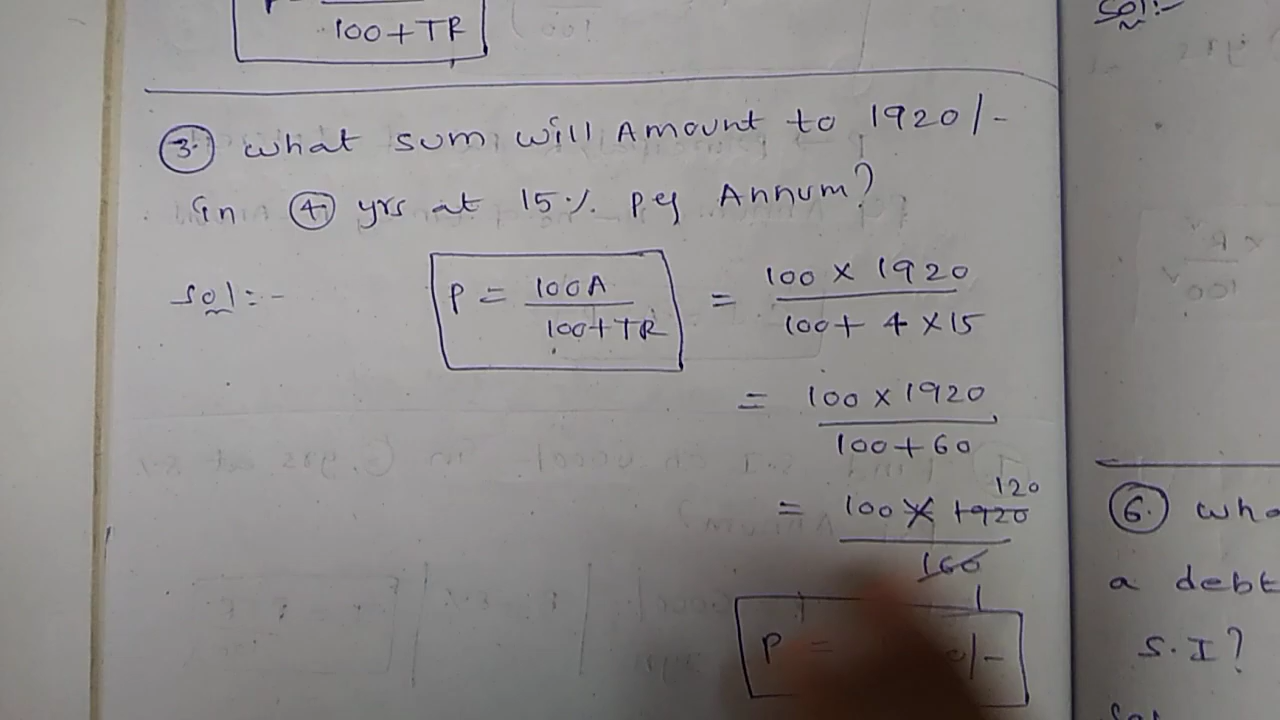 100+TR
③. what sum will Amount to 1920/-
in ④ yrs at 15% per Annum?
Sol:-
P = 100A / 100+TR = 100 × 1920 / 100+ 4 ×15
= 100 ×1920 / 100+60
120
= 100 × 1920 / 160
1
P = 0/-
Sol:-
⑥.
a debt
S.I?